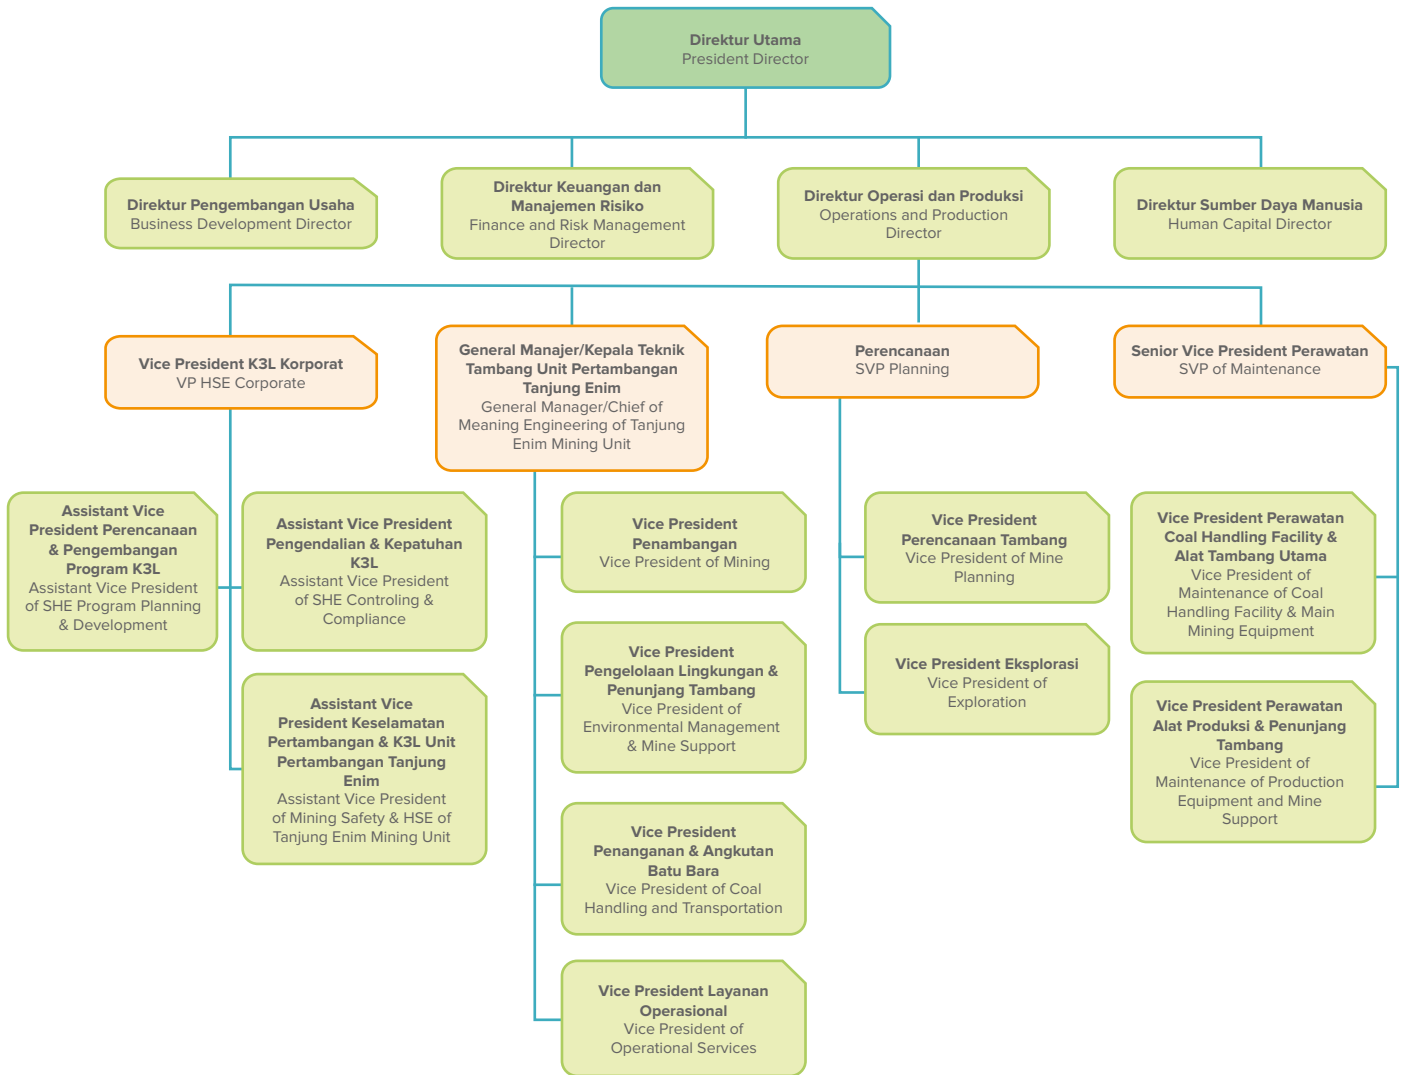 Direktur Utama
President Director
Direktur Pengembangan Usaha
Business Development Director
Direktur Keuangan dan
Manajemen Risiko
Finance and Risk Management
Director
Direktur Operasi dan Produksi
Operations and Production
Director
Direktur Sumber Daya Manusia
Human Capital Director
Vice President K3L Korporat
VP HSE Corporate
General Manajer/Kepala Teknik
Tambang Unit Pertambangan
Tanjung Enim
General Manager/Chief of
Meaning Engineering of Tanjung
Enim Mining Unit
Perencanaan
SVP Planning
Senior Vice President Perawatan
SVP of Maintenance
Assistant Vice
President Perencanaan
& Pengembangan
Program K3L
Assistant Vice President
of SHE Program Planning
& Development
Assistant Vice President
Pengendalian & Kepatuhan
K3L
Assistant Vice President
of SHE Controling &
Compliance
Assistant Vice
President Keselamatan
Pertambangan & K3L Unit
Pertambangan Tanjung
Enim
Assistant Vice President
of Mining Safety & HSE of
Tanjung Enim Mining Unit
Vice President
Penambangan
Vice President of Mining
Vice President
Pengelolaan Lingkungan &
Penunjang Tambang
Vice President of
Environmental Management
& Mine Support
Vice President
Penanganan & Angkutan
Batu Bara
Vice President of Coal
Handling and Transportation
Vice President Layanan
Operasional
Vice President of
Operational Services
Vice President
Perencanaan Tambang
Vice President of Mine
Planning
Vice President Eksplorasi
Vice President of
Exploration
Vice President Perawatan
Coal Handling Facility &
Alat Tambang Utama
Vice President of
Maintenance of Coal
Handling Facility & Main
Mining Equipment
Vice President Perawatan
Alat Produksi & Penunjang
Tambang
Vice President of
Maintenance of Production
Equipment and Mine
Support